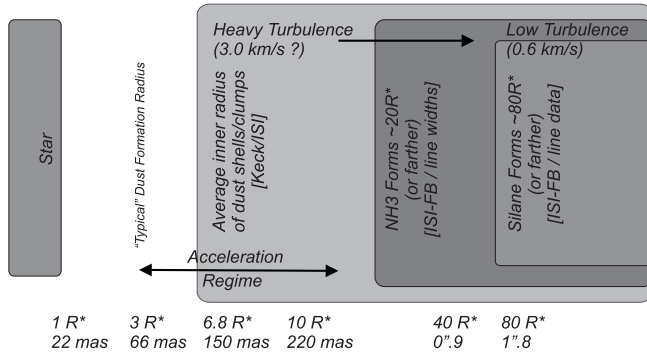 Heavy Turbulence
(3.0 km/s ?)
Low Turbulence
(0.6 km/s)
Star
"Typical" Dust Formation Radius
Average inner radius
of dust shells/clumps
[Keck/ISI]
NH3 Forms ~20R*
(or farther)
[ISI-FB / line widths]
Silane Forms ~80R*
(or farther)
[ISI-FB / line data]
Acceleration
Regime
1 R* 3 R* 6.8 R* 10 R* 40 R* 80 R*
22 mas 66 mas 150 mas 220 mas 0".9 1".8